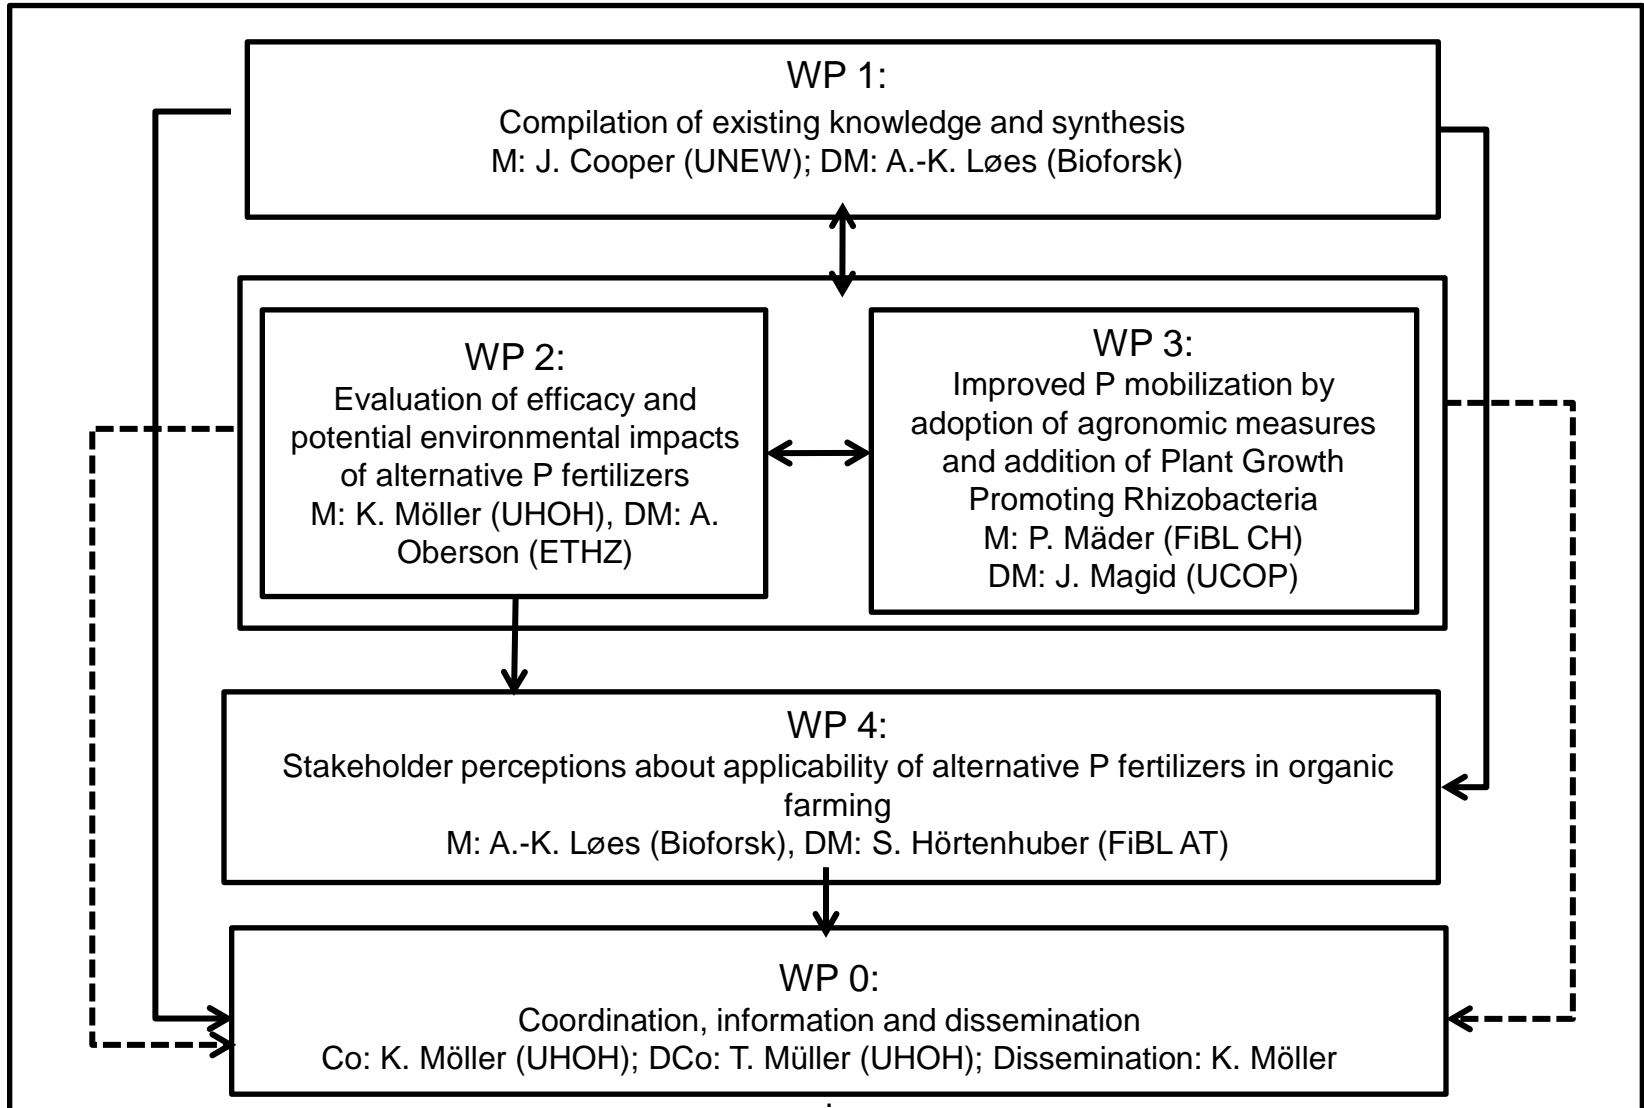 WP 1:
Compilation of existing knowledge and synthesis
M: J. Cooper (UNEW); DM: A.-K. Løes (Bioforsk)
WP 2:
Evaluation of efficacy and
potential environmental impacts
of alternative P fertilizers
M: K. Möller (UHOH), DM: A.
Oberson (ETHZ)
WP 3:
Improved P mobilization by
adoption of agronomic measures
and addition of Plant Growth
Promoting Rhizobacteria
M: P. Mäder (FiBL CH)
DM: J. Magid (UCOP)
WP 4:
Stakeholder perceptions about applicability of alternative P fertilizers in organic
farming
M: A.-K. Løes (Bioforsk), DM: S. Hörtenhuber (FiBL AT)
WP 0:
Coordination, information and dissemination
Co: K. Möller (UHOH); DCo: T. Müller (UHOH); Dissemination: K. Möller